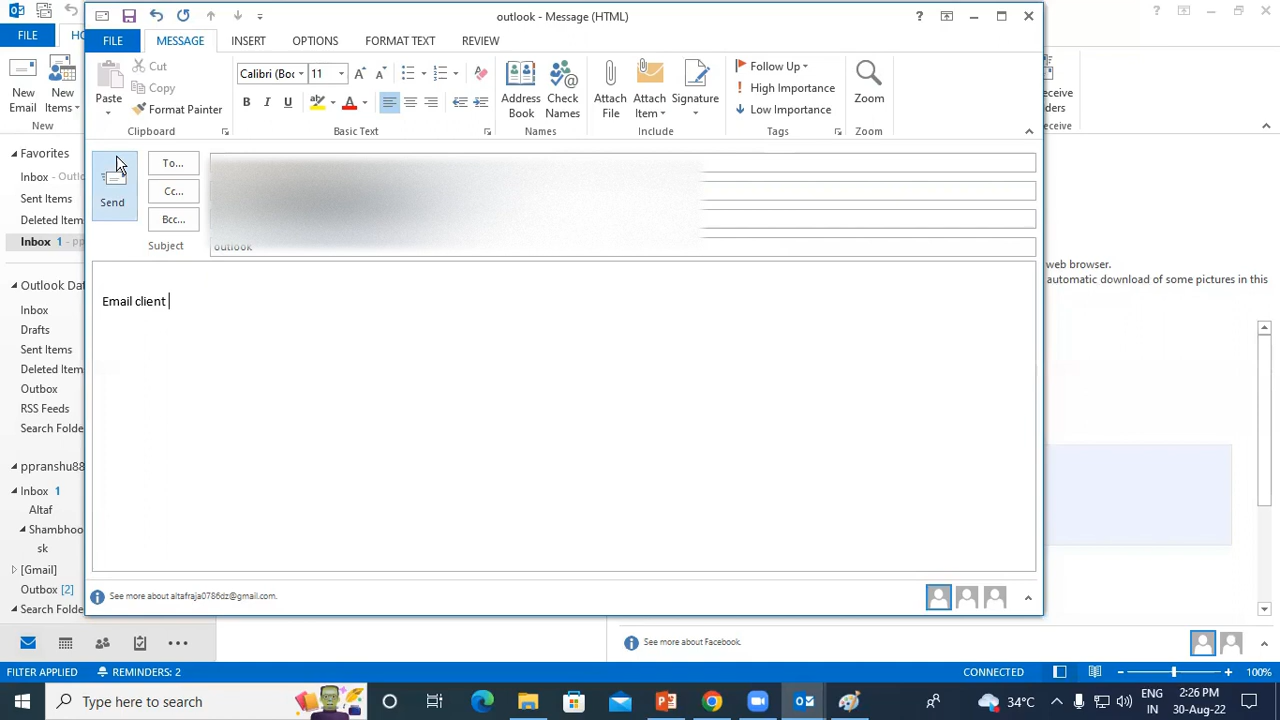 outlook - Message (HTML)
FILE
FILE MESSAGE INSERT OPTIONS FORMAT TEXT REVIEW
New
Email
New
Items
New
Paste
Cut
Copy
Format Painter
Clipboard
Calibri (Boc 11
Basic Text
Address
Book
Check
Names
Names
Attach
File
Attach
Item
Signature
Include
Follow Up
High Importance
Low Importance
Tags
Zoom
Zoom
Send
To...
Cc...
Bcc...
Subject outlook
Email client
See more about altafraja0786dz@gmail.com.
Favorites
Inbox
Sent Items
Deleted Item
Inbox 1
Outlook Dat
Inbox
Drafts
Sent Items
Deleted Item
Outbox
RSS Feeds
Search Folde
ppranshu88
Inbox 1
Altaf
Shambhoo
sk
[Gmail]
Outbox [2]
Search Folde
web browser.
automatic download of some pictures in this
See more about Facebook.
FILTER APPLIED REMINDERS: 2 CONNECTED 100%
Type here to search
34°C
ENG
IN
2:26 PM
30-Aug-22